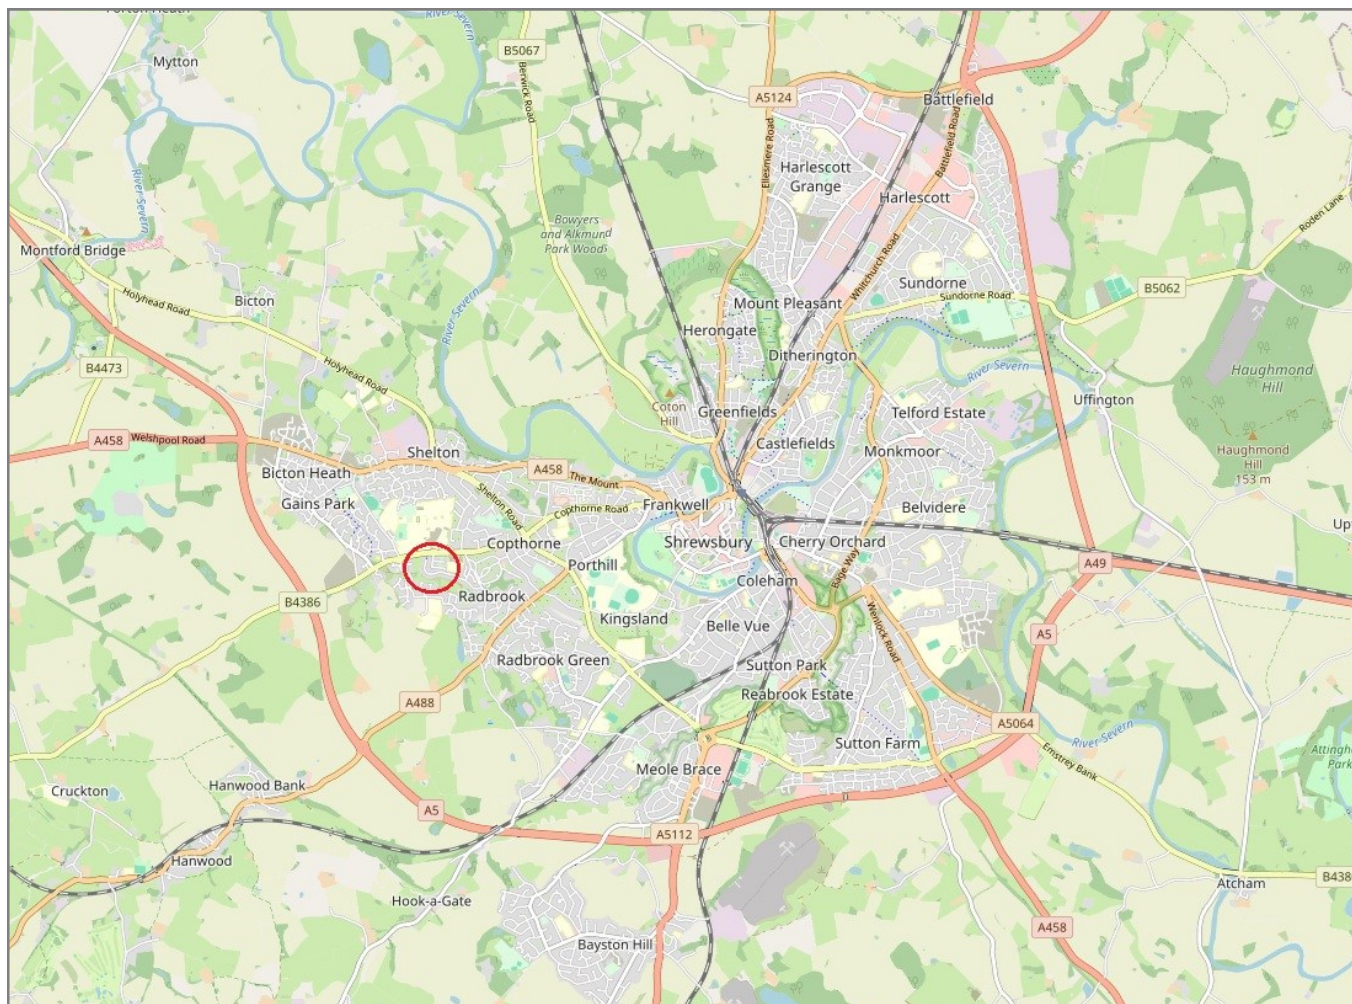 Mytton
River Severn
River Severn
B5067
Berwick Road
A5124
Battlefield
Battlefield Road
Ellesmere Road
Harlescott
Grange
Harlescott
Roden Lane
Montford Bridge
River Severn
Bowyers
and Alkmund
Park Woods
Whitchurch Road
Sundorne
Sundorne Road
B5062
Bicton
Holyhead Road
Mount Pleasant
Herongate
River Severn
Ditherington
River Severn
Holyhead Road
B4473
Haughmond
Hill
Coton
Hill
Greenfields
Telford Estate
Uffington
A458
Welshpool Road
Shelton
Castlefields
Monkmoor
Haughmond
Hill
153 m
Bicton Heath
A458
The Mount
Gains Park
Shelton Road
Copthorne Road
Frankwell
Belvidere
Copthorne
Shrewsbury
Cherry Orchard
Porthill
A49
Coleham
Bage Way
B4386
Radbrook
Kingsland
Belle Vue
Wenlock Road
A5
Radbrook Green
Sutton Park
Reabrook Estate
A488
A5064
Sutton Farm
River Severn
Emstrey Bank
Meole Brace
Hanwood Bank
Cruckton
A5
A5112
Hanwood
Atcham
Hook-a-Gate
A458
Bayston Hill